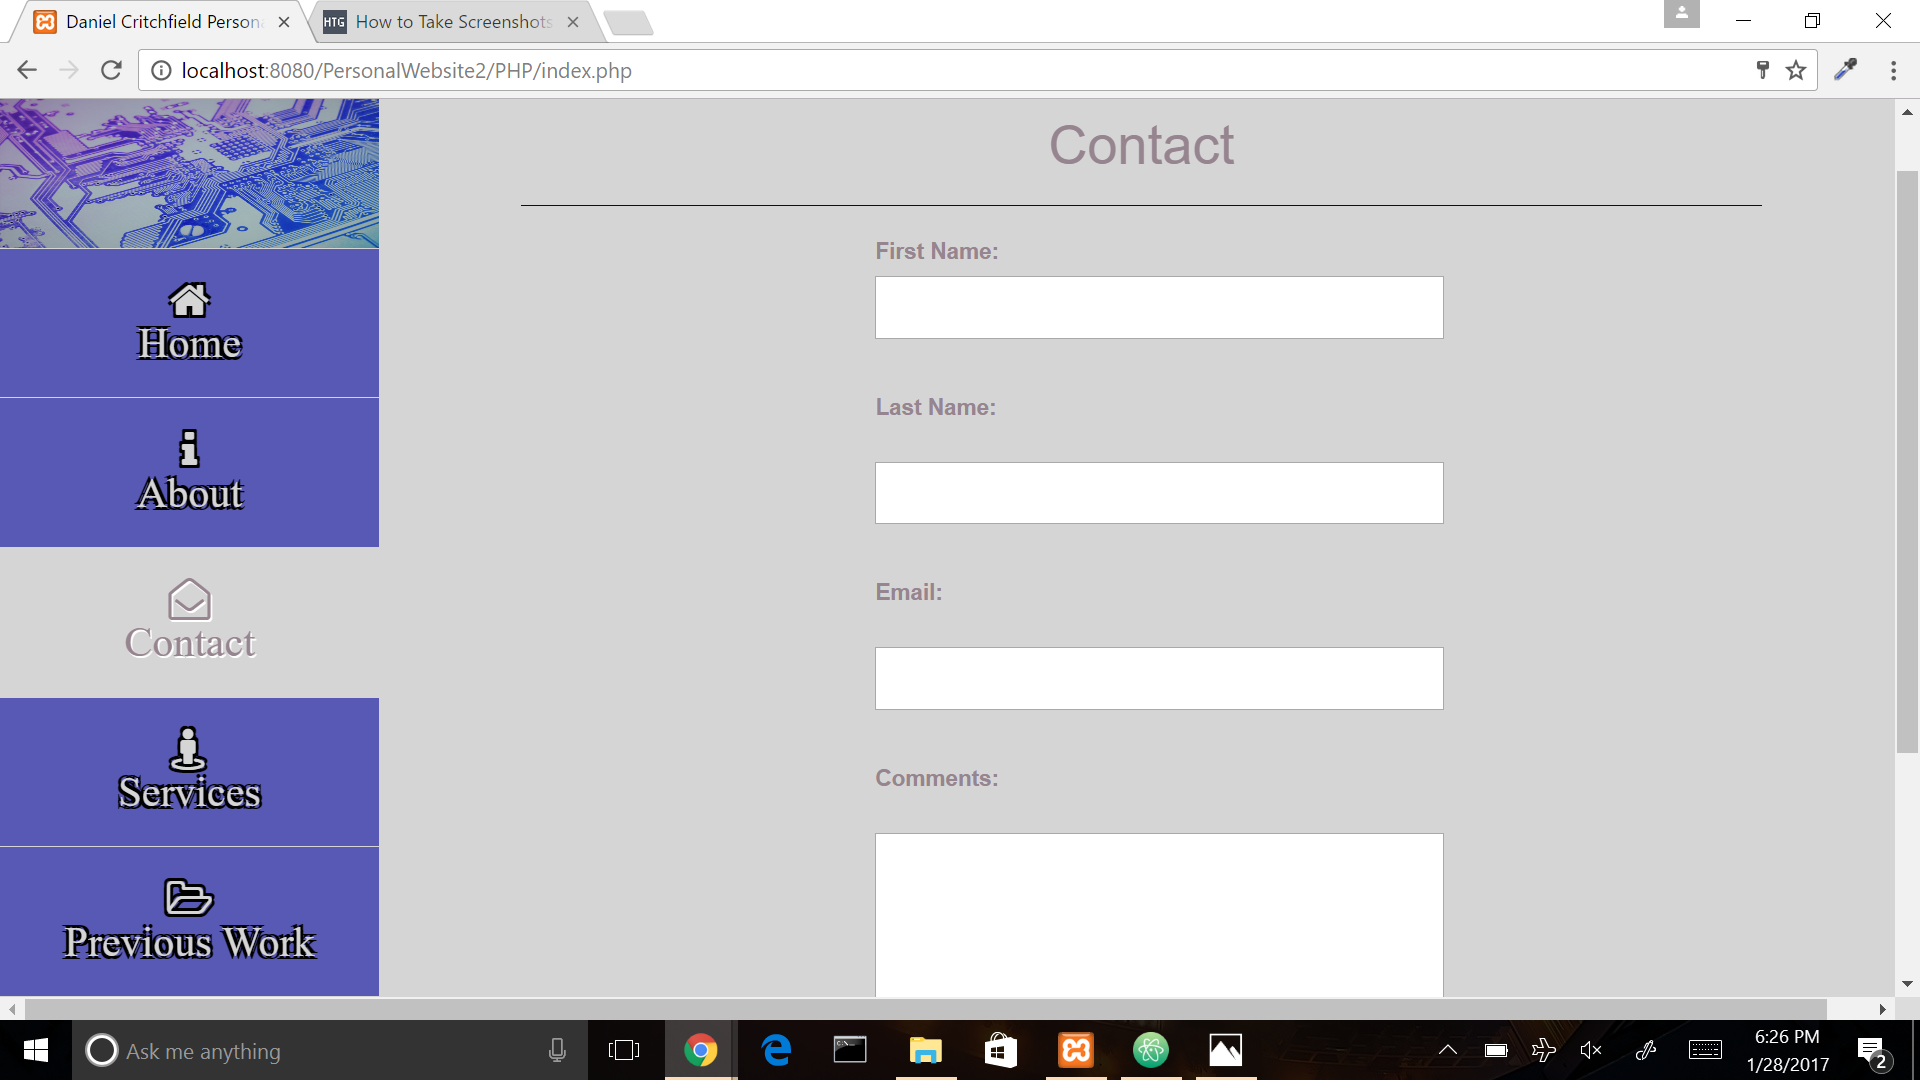 Daniel Critchfield Person
HTG How to Take Screenshots
localhost:8080/PersonalWebsite2/PHP/index.php
Contact
First Name:
Last Name:
Email:
Comments:
Home
About
Contact
Services
Previous Work
Ask me anything
6:26 PM
1/28/2017
2